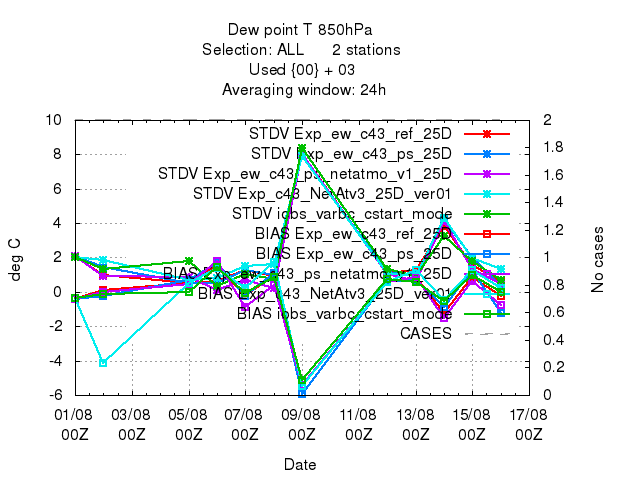 Dew point T 850hPa
Selection: ALL 2 stations
Used {00} + 03
Averaging window: 24h
10
8
6
4
2
0
-2
-4
-6
deg C
2
1.8
1.6
1.4
1.2
1
0.8
0.6
0.4
0.2
0
No cases
STDV Exp_ew_c43_ref_25D
STDV Exp_ew_c43_ps_25D
STDV Exp_ew_c43_ps_netatmo_v1_25D
STDV Exp_c43_NetAtv3_25D_ver01
STDV iobs_varbc_cstart_mode
BIAS Exp_ew_c43_ref_25D
BIAS Exp_ew_c43_ps_25D
BIAS Exp_ew_c43_ps_netatmo_v1_25D
BIAS Exp_c43_NetAtv3_25D_ver01
BIAS iobs_varbc_cstart_mode
CASES
01/08 03/08 05/08 07/08 09/08 11/08 13/08 15/08 17/08
00Z 00Z 00Z 00Z 00Z 00Z 00Z 00Z 00Z
Date